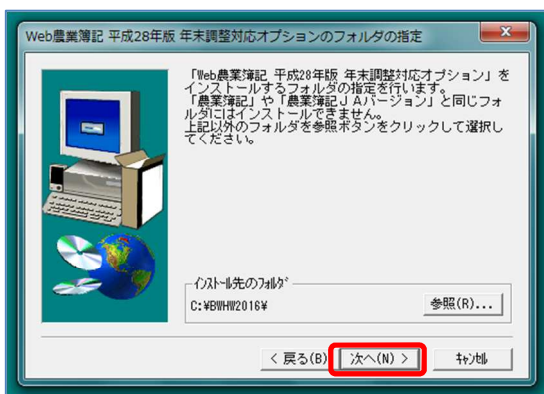 Web農業簿記 平成28年版 年末調整対応オプションのフォルダの指定
「Web農業簿記 平成28年版 年末調整対応オプション」を
インストールするフォルダの指定を行います。
「農業簿記」や「農業簿記JAバージョン」と同じフォ
ルダにはインストールできません。
上記以外のフォルダを参照ボタンをクリックして選択し
てください。
インストール先のフォルダ
C:¥BWHW2016¥
参照(R)...
< 戻る(B)
次へ(N) >
キャンセル